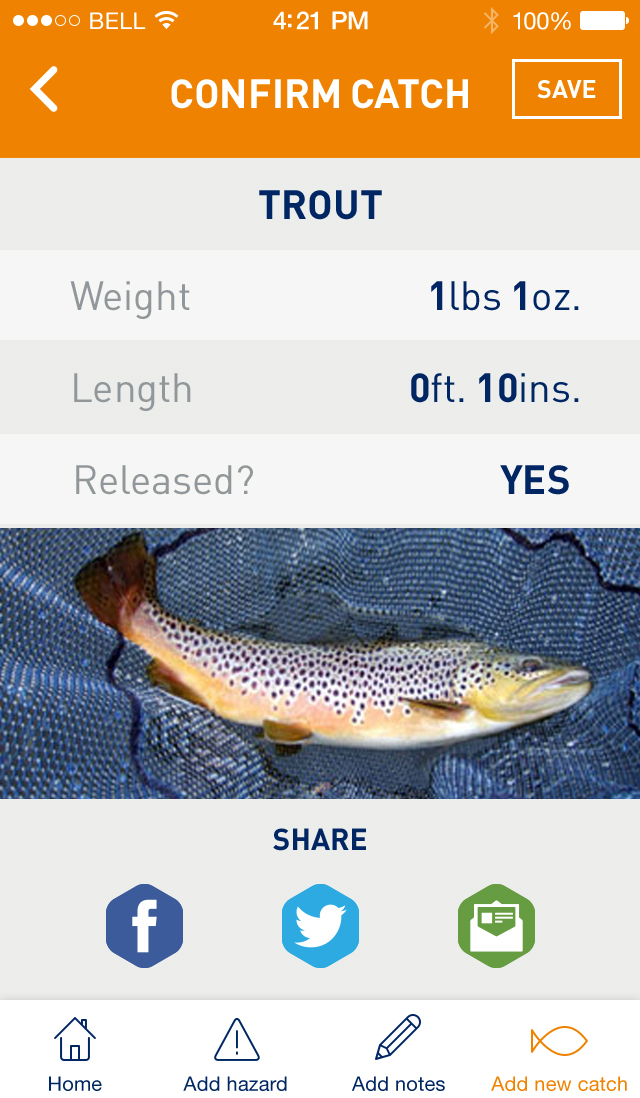 BELL 4:21 PM 100%
CONFIRM CATCH SAVE
TROUT
Weight 1lbs 1oz.
Length 0ft. 10ins.
Released? YES
SHARE
f
Home Add hazard Add notes Add new catch